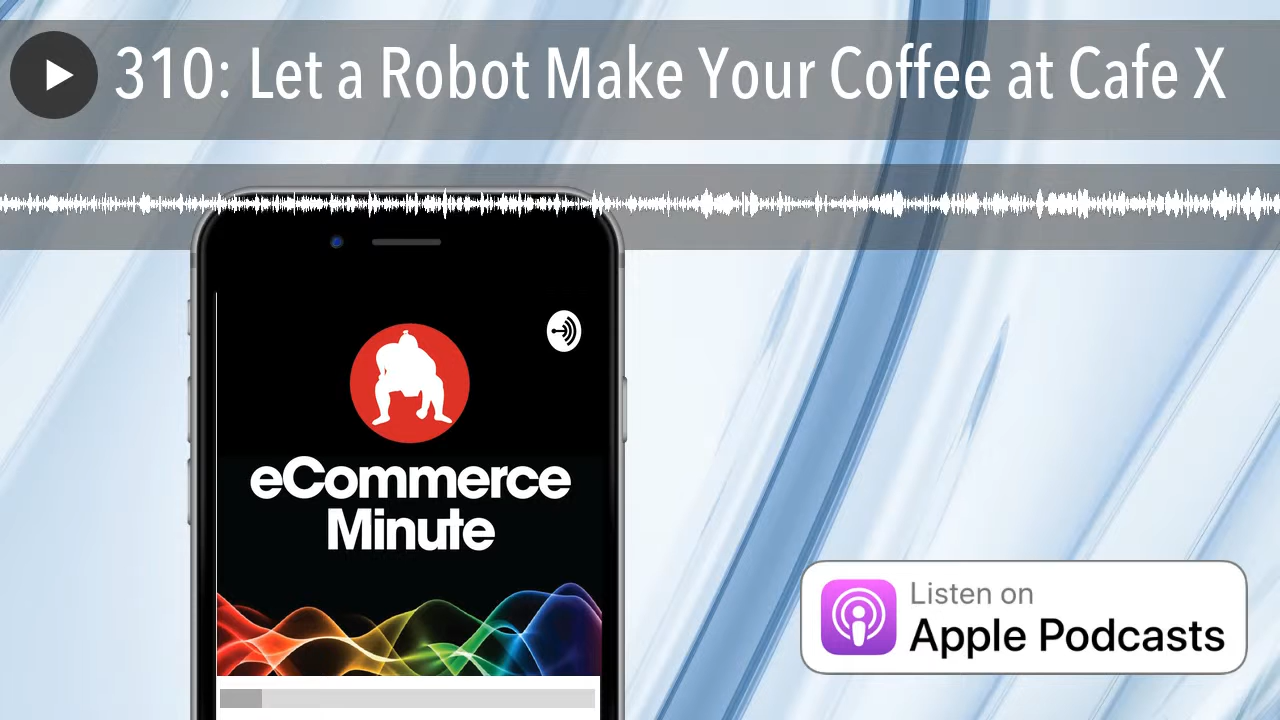 310: Let a Robot Make Your Coffee at Cafe X
eCommerce
Minute
Listen on
Apple Podcasts